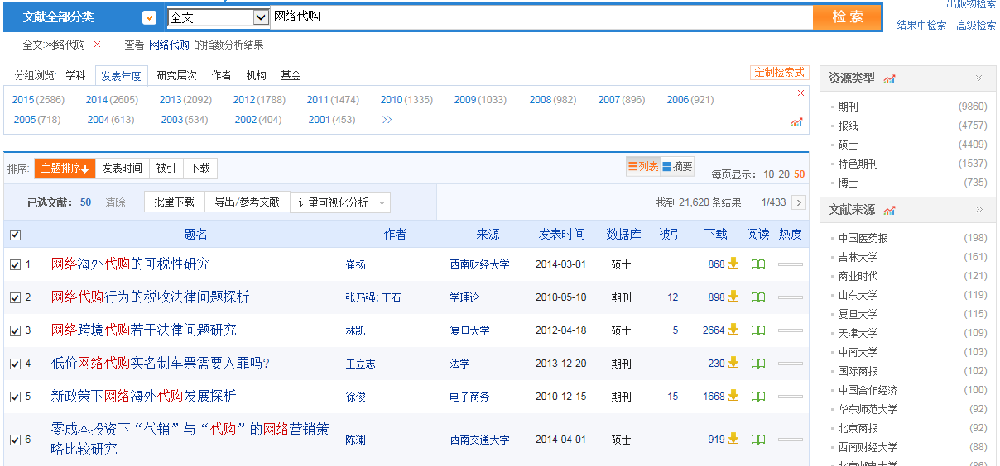 出版物检索
文献全部分类 全文 网络代购 检索
结果中检索 高级检索
全文:网络代购 × 查看 网络代购 的指数分析结果
分组浏览: 学科 发表年度 研究层次 作者 机构 基金 定制检索式
2015(2586) 2014(2605) 2013(2092) 2012(1788) 2011(1474) 2010(1335) 2009(1033) 2008(982) 2007(896) 2006(921)
2005(718) 2004(613) 2003(534) 2002(404) 2001(453) >>
排序: 主题排序 发表时间 被引 下载 列表 摘要 每页显示: 10 20 50
已选文献: 50 清除 批量下载 导出/参考文献 计量可视化分析 找到 21,620 条结果 1/433 >
题名 作者 来源 发表时间 数据库 被引 下载 阅读 热度
1 网络海外代购的可税性研究 崔杨 西南财经大学 2014-03-01 硕士 868
2 网络代购行为的税收法律问题探析 张乃强; 丁石 学理论 2010-05-10 期刊 12 898
3 网络跨境代购若干法律问题研究 林凯 复旦大学 2012-04-18 硕士 5 2664
4 低价网络代购实名制车票需要入罪吗? 王立志 法学 2013-12-20 期刊 230
5 新政策下网络海外代购发展探析 徐俊 电子商务 2010-12-15 期刊 15 1668
6 零成本投资下“代销”与“代购”的网络营销策
略比较研究 陈澜 西南交通大学 2014-04-01 硕士 919
资源类型
期刊 (9860)
报纸 (4757)
硕士 (4409)
特色期刊 (1537)
博士 (735)
文献来源
中国医药报 (198)
吉林大学 (161)
商业时代 (121)
山东大学 (119)
复旦大学 (115)
天津大学 (109)
中南大学 (103)
国际商报 (102)
中国合作经济 (100)
华东师范大学 (92)
北京商报 (92)
西南财经大学 (88)
北京邮电大学 (86)